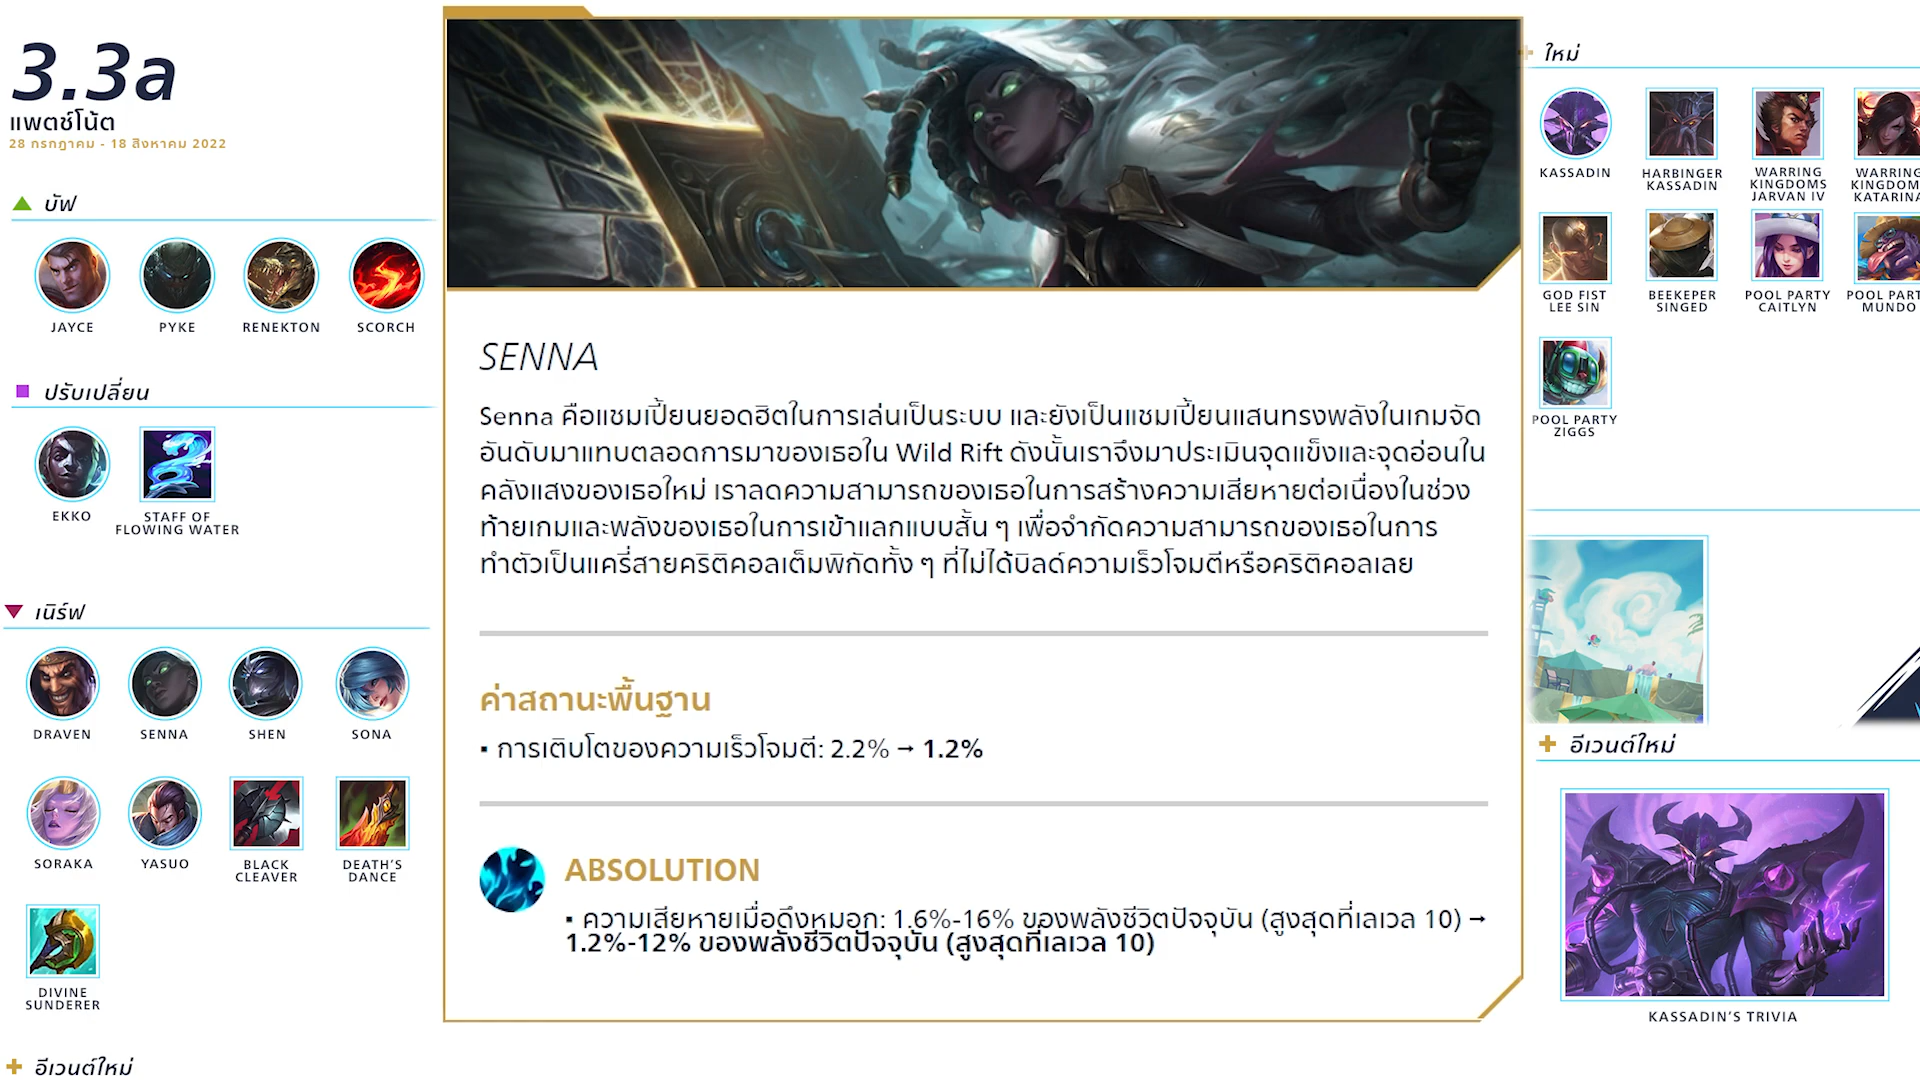 3.3a
แพตช์โน้ต
28 กรกฎาคม - 18 สิงหาคม 2022
บัฟ
JAYCE
PYKE
RENEKTON
SCORCH
ปรับเปลี่ยน
EKKO
STAFF OF
FLOWING WATER
เนิร์ฟ
DRAVEN
SENNA
SHEN
SONA
SORAKA
YASUO
BLACK
CLEAVER
DEATH'S
DANCE
DIVINE
SUNDERER
อีเวนต์ใหม่
SENNA
Senna คือแชมเปี้ยนยอดฮิตในการเล่นเป็นระบบ และยังเป็นแชมเปี้ยนแสนทรงพลังในเกมจัด
อันดับมาแทบตลอดการมาของเธอใน Wild Rift ดังนั้นเราจึงมาประเมินจุดแข็งและจุดอ่อนใน
คลังแสงของเธอใหม่ เราลดความสามารถของเธอในการสร้างความเสียหายต่อเนื่องในช่วง
ท้ายเกมและพลังของเธอในการเข้าแลกแบบสั้น ๆ เพื่อจำกัดความสามารถของเธอในการ
ทำตัวเป็นแครี่สายคริติคอลเต็มพิกัดทั้ง ๆ ที่ไม่ได้บิลด์ความเร็วโจมตีหรือคริติคอลเลย
ค่าสถานะพื้นฐาน
▪ การเติบโตของความเร็วโจมตี: 2.2% → 1.2%
ABSOLUTION
▪ ความเสียหายเมื่อดึงหมอก: 1.6%-16% ของพลังชีวิตปัจจุบัน (สูงสุดที่เลเวล 10) →
1.2%-12% ของพลังชีวิตปัจจุบัน (สูงสุดที่เลเวล 10)
ใหม่
KASSADIN
HARBINGER
KASSADIN
WARRING
KINGDOMS
JARVAN IV
WARRING
KINGDOM
KATARINA
GOD FIST
LEE SIN
BEEKEPER
SINGED
POOL PARTY
CAITLYN
POOL PART
MUNDO
POOL PARTY
ZIGGS
อีเวนต์ใหม่
KASSADIN'S TRIVIA